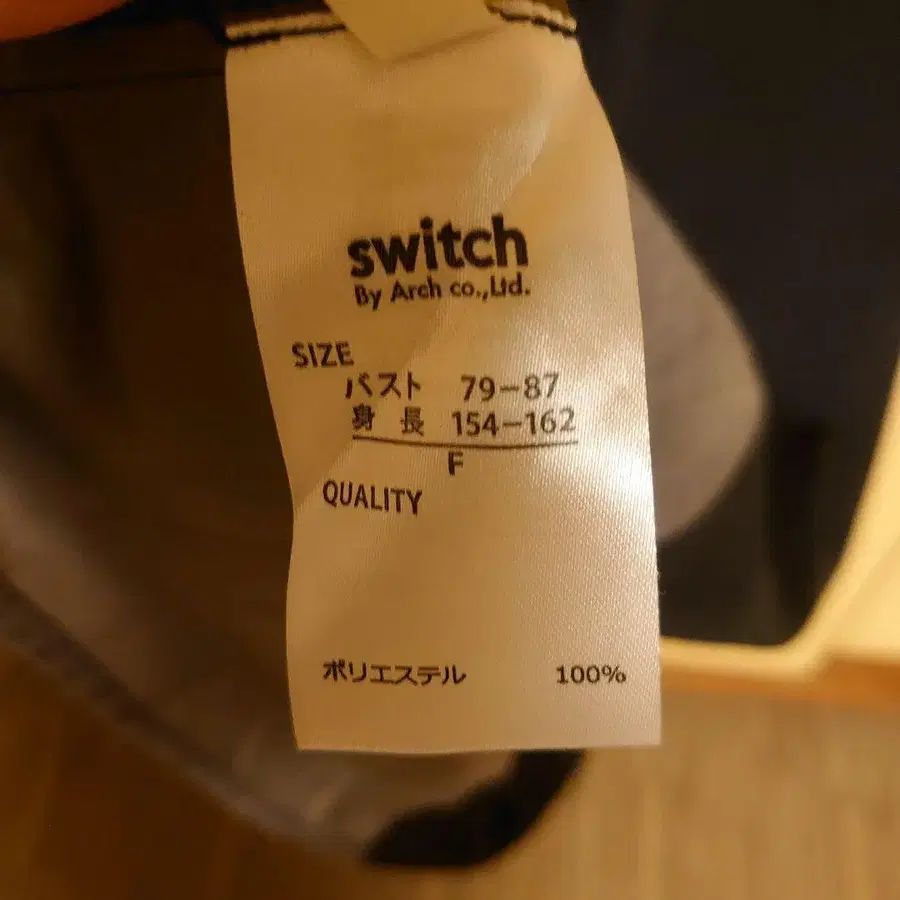 switch
By Arch co.,Ltd.
SIZE
バスト 79-87
身長 154-162
F
QUALITY
ポリエステル 100%